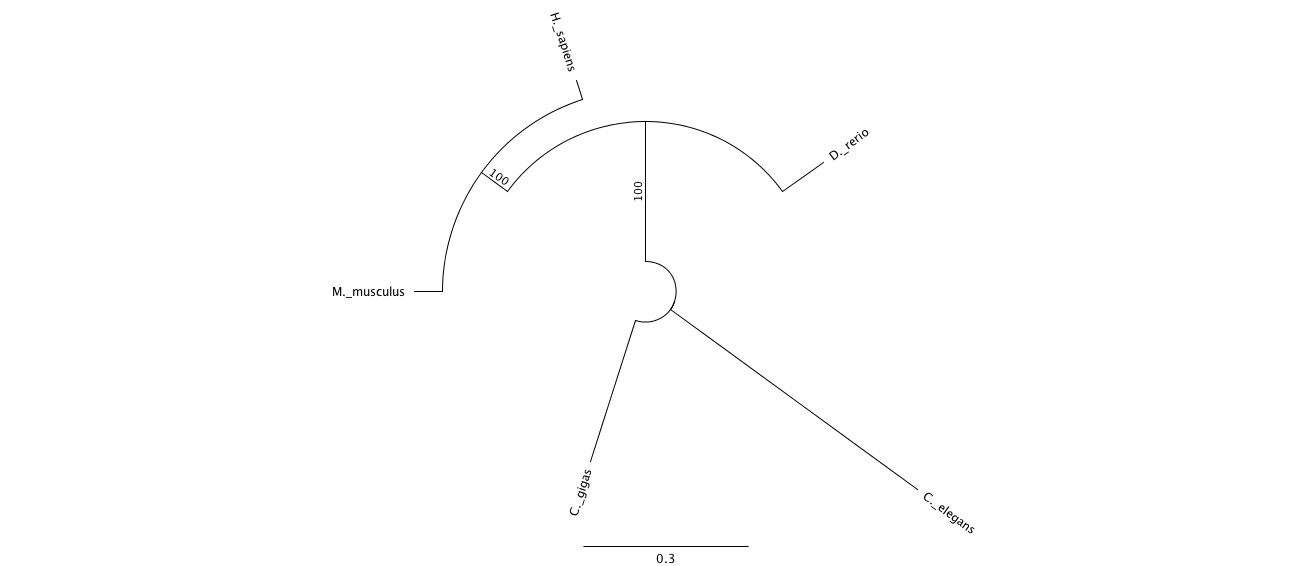 H._sapiens
D._rerio
100
100
M._musculus
C._gigas
C._elegans
0.3